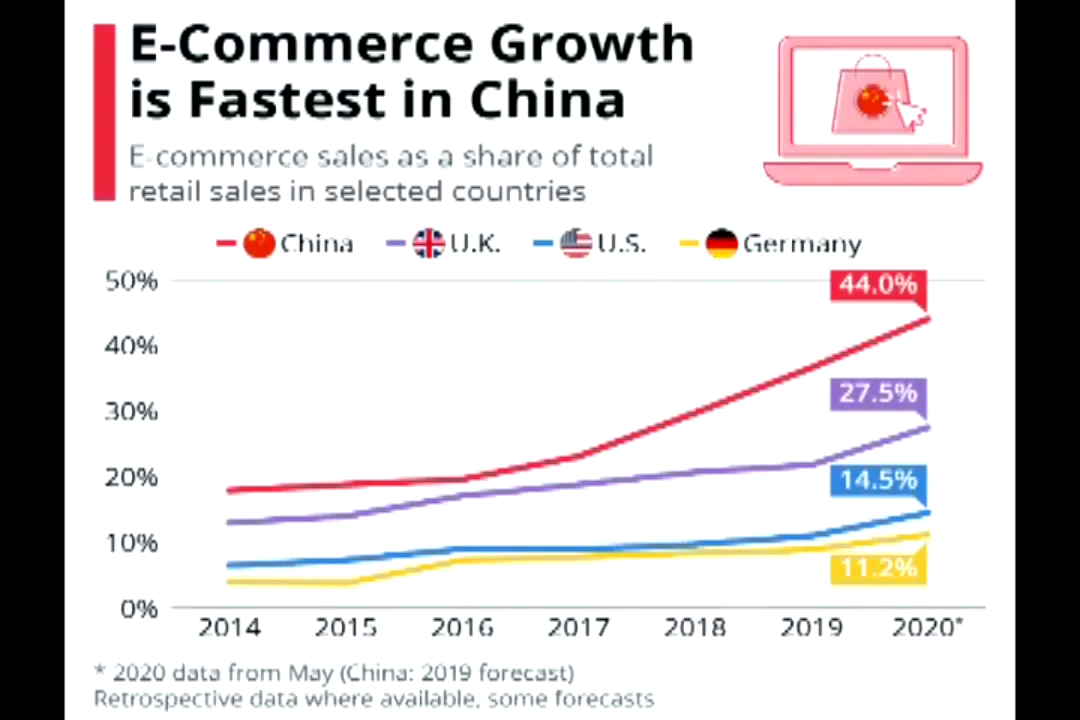 E-Commerce Growth
is Fastest in China
E-commerce sales as a share of total
retail sales in selected countries
China U.K. U.S. Germany
50%
44.0%
40%
27.5%
30%
20%
14.5%
10%
11.2%
0%
2014 2015 2016 2017 2018 2019 2020*
* 2020 data from May (China: 2019 forecast)
Retrospective data where available, some forecasts